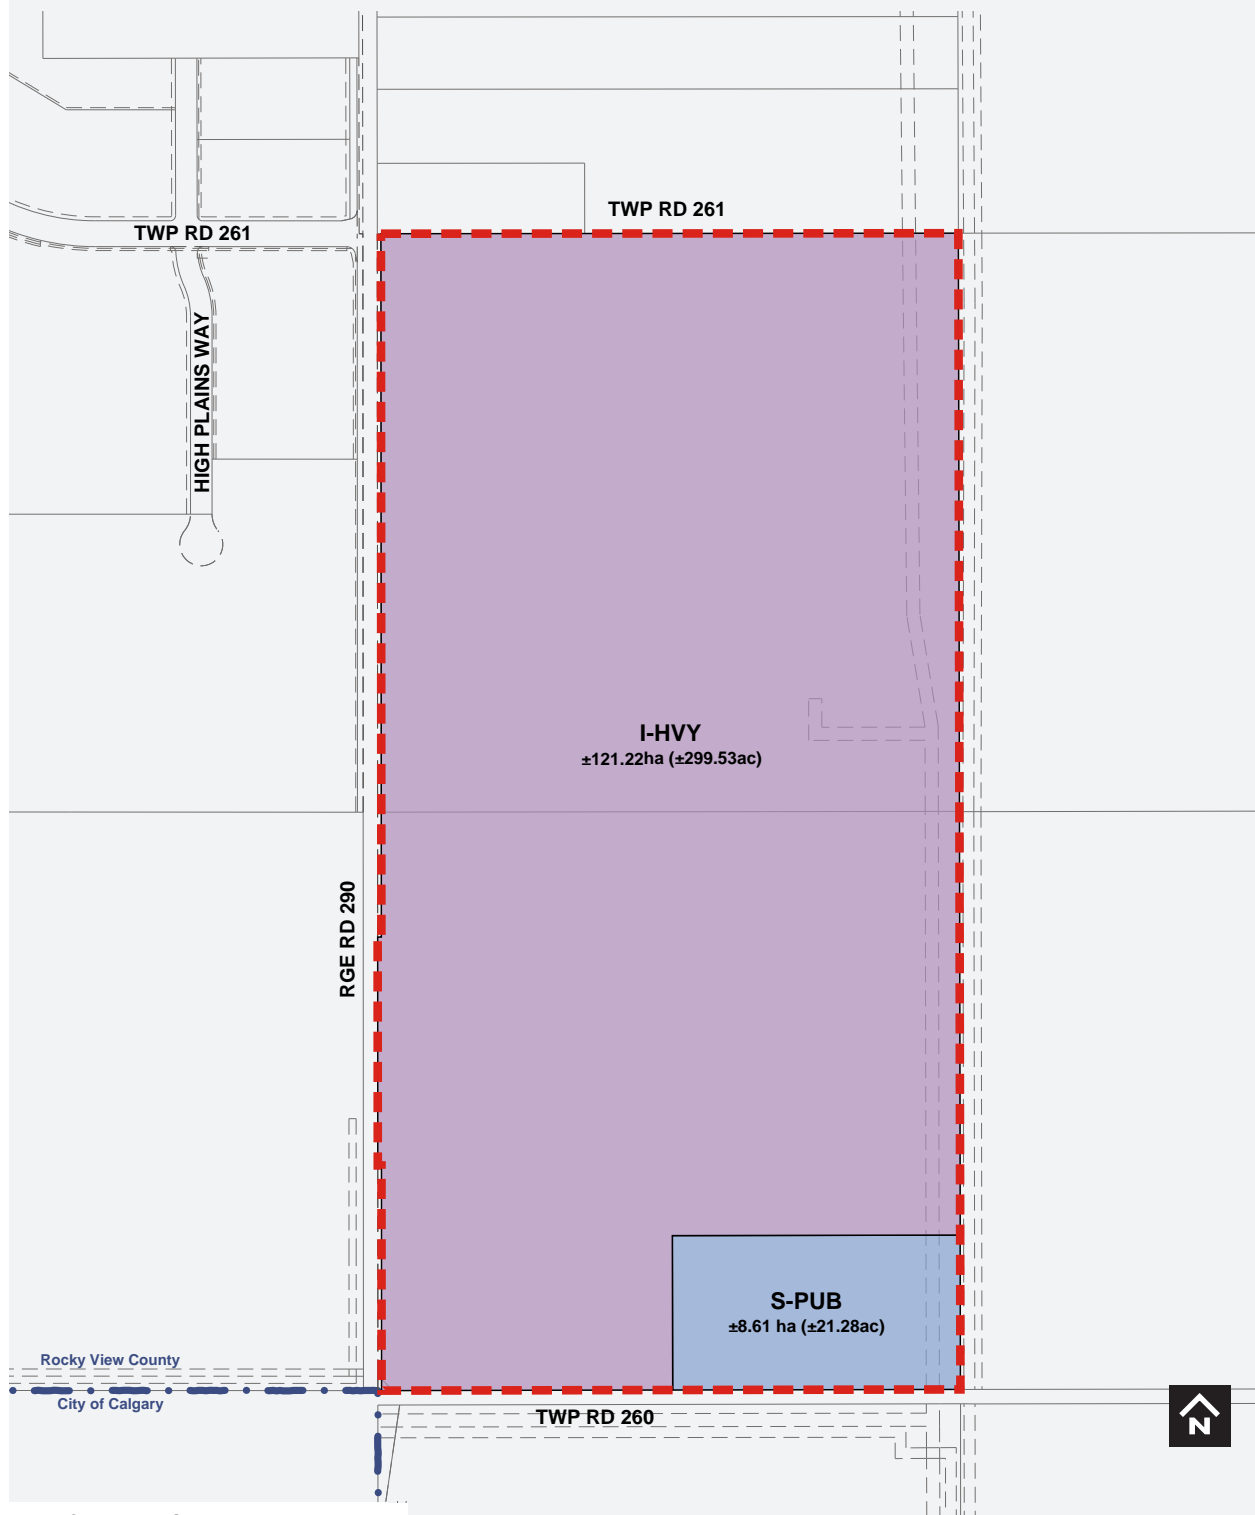 TWP RD 261
TWP RD 261
HIGH PLAINS WAY
I-HVY
±121.22ha (±299.53ac)
RGE RD 290
S-PUB
±8.61 ha (±21.28ac)
Rocky View County
City of Calgary
TWP RD 260
N